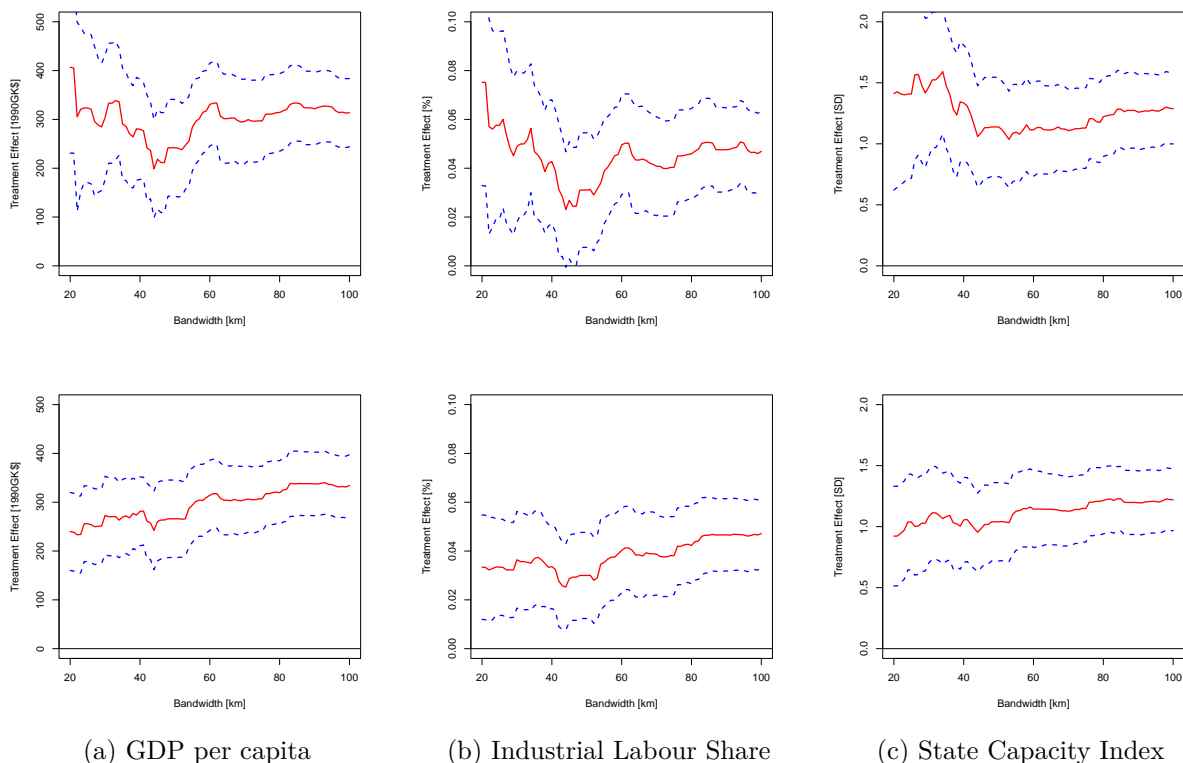 500
400
300
200
100
0
Treatment Effect [1990GK$]
20 40 60 80 100
Bandwidth [km]
0.10
0.08
0.06
0.04
0.02
0.00
Treatment Effect [%]
20 40 60 80 100
Bandwidth [km]
2.0
1.5
1.0
0.5
0.0
Treatment Effect [SD]
20 40 60 80 100
Bandwidth [km]
500
400
300
200
100
0
Treatment Effect [1990GK$]
20 40 60 80 100
Bandwidth [km]
0.10
0.08
0.06
0.04
0.02
0.00
Treatment Effect [%]
20 40 60 80 100
Bandwidth [km]
2.0
1.5
1.0
0.5
0.0
Treatment Effect [SD]
20 40 60 80 100
Bandwidth [km]
(a) GDP per capita
(b) Industrial Labour Share
(c) State Capacity Index